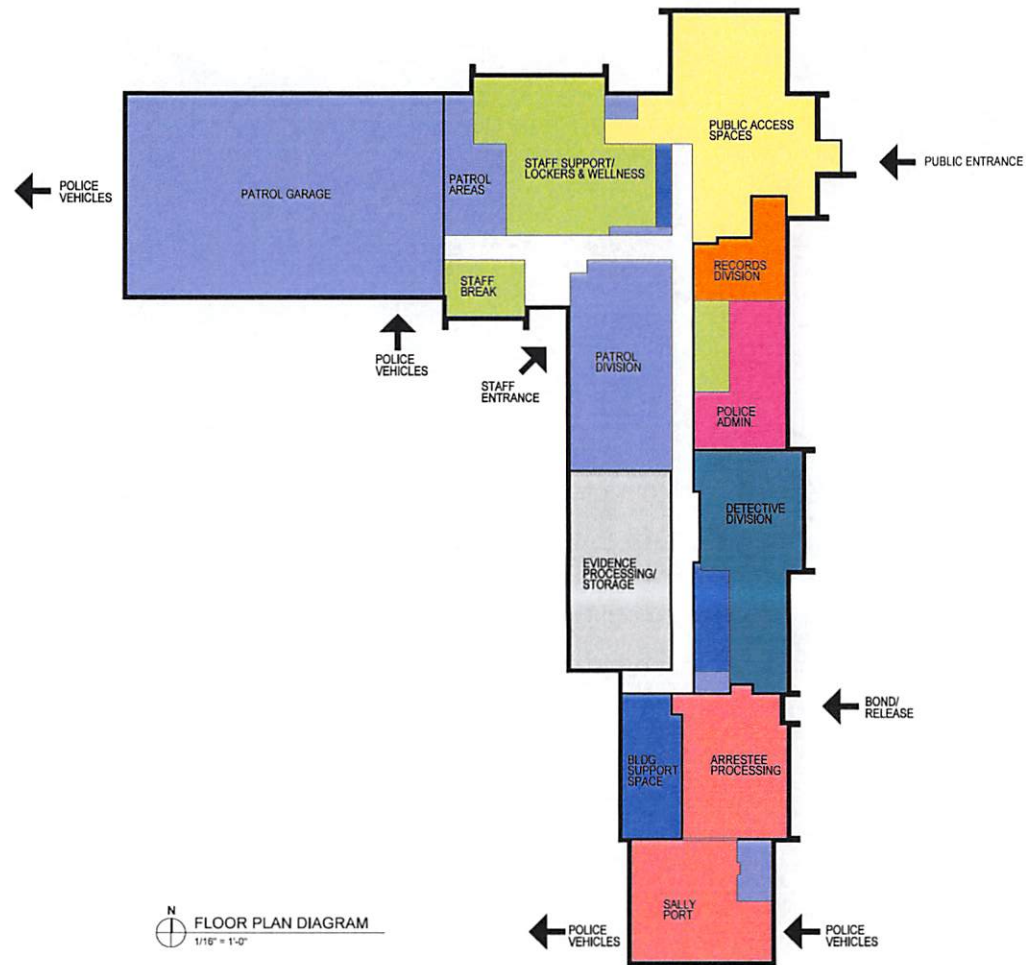 PUBLIC ACCESS
SPACES
PUBLIC ENTRANCE
STAFF SUPPORT/
LOCKERS & WELLNESS
PATROL
AREAS
PATROL GARAGE
POLICE
VEHICLES
RECORDS
DIVISION
STAFF
BREAK
POLICE
VEHICLES
STAFF
ENTRANCE
PATROL
DIVISION
POLICE
ADMIN.
DETECTIVE
DIVISION
EVIDENCE
PROCESSING/
STORAGE
BOND/
RELEASE
BLDG
SUPPORT
SPACE
ARRESTEE
PROCESSING
SALLY
PORT
POLICE
VEHICLES
POLICE
VEHICLES
N
FLOOR PLAN DIAGRAM
1/16" = 1'-0"